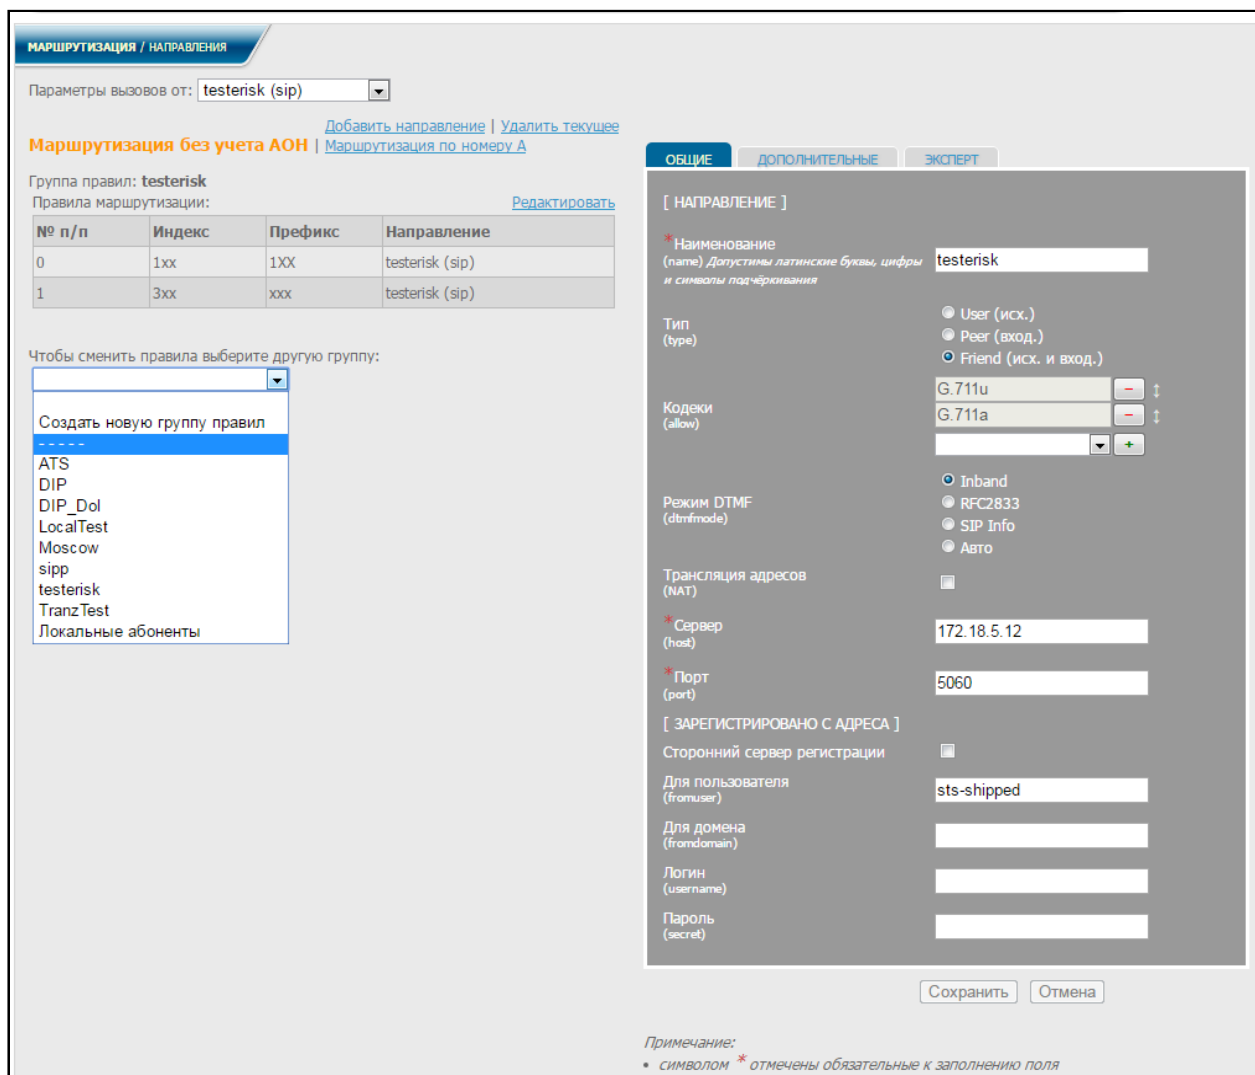 МАРШРУТИЗАЦИЯ / НАПРАВЛЕНИЯ
Параметры вызовов от: testerisk (sip)
Добавить направление | Удалить текущее
Маршрутизация без учета АОН | Маршрутизация по номеру А
Группа правил: testerisk
Правила маршрутизации: Редактировать
№ п/п Индекс Префикс Направление
0 1xx 1XX testerisk (sip)
1 3xx xxx testerisk (sip)
Чтобы сменить правила выберите другую группу:
Создать новую группу правил
- - - - -
ATS
DIP
DIP_Dol
LocalTest
Moscow
sipp
testerisk
TranzTest
Локальные абоненты
ОБЩИЕ ДОПОЛНИТЕЛЬНЫЕ ЭКСПЕРТ
[ НАПРАВЛЕНИЕ ]
*Наименование
(name) Допустимы латинские буквы, цифры testerisk
и символы подчёркивания
Тип
(type)
User (исх.)
Peer (вход.)
Friend (исх. и вход.)
Кодеки
(allow)
G.711u −
G.711a −
+
Режим DTMF
(dtmfmode)
Inband
RFC2833
SIP Info
Авто
Трансляция адресов
(NAT)
*Сервер
(host)
172.18.5.12
*Порт
(port)
5060
[ ЗАРЕГИСТРИРОВАНО С АДРЕСА ]
Сторонний сервер регистрации
Для пользователя
(fromuser)
sts-shipped
Для домена
(fromdomain)
Логин
(username)
Пароль
(secret)
Сохранить Отмена
Примечание:
• символом * отмечены обязательные к заполнению поля